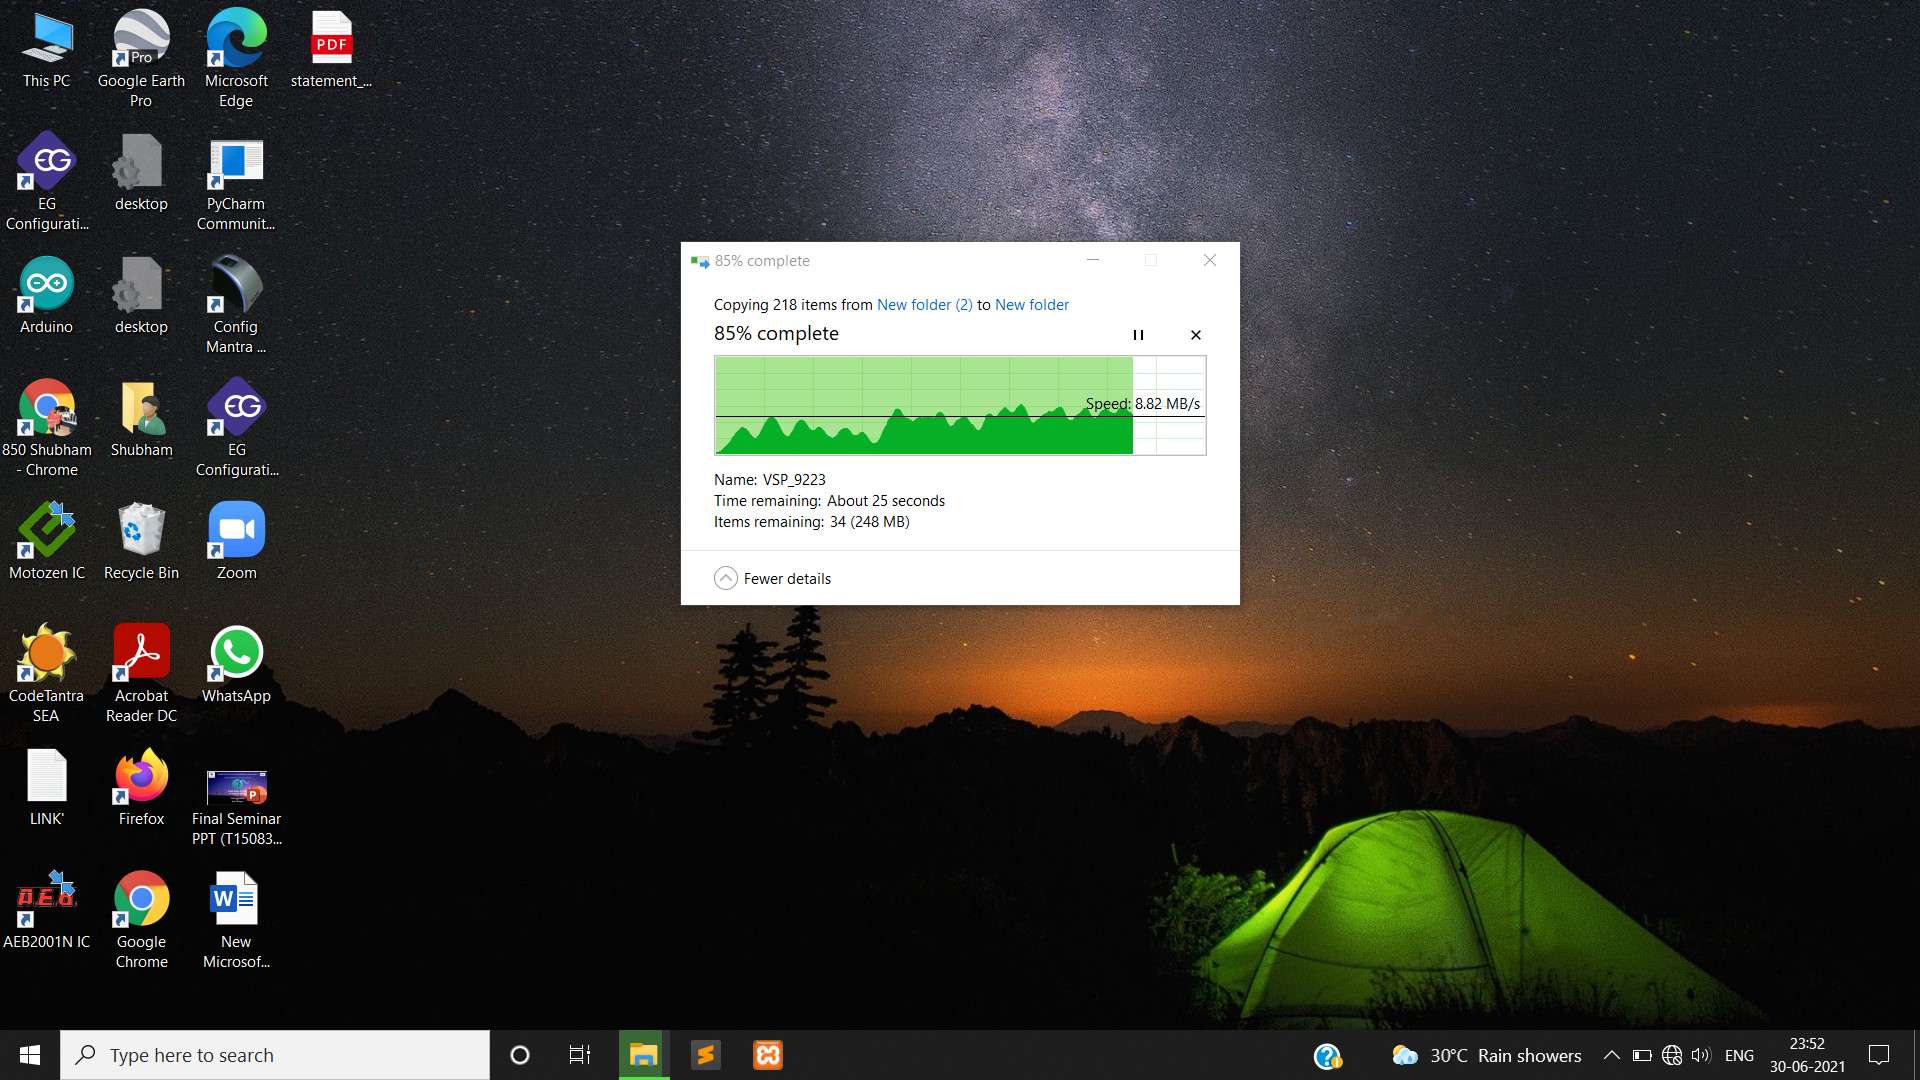 This PC
Google Earth
Pro
Microsoft
Edge
PDF
statement_...
Pro
EG
Configurati...
desktop
PyCharm
Communit...
Arduino
desktop
Config
Mantra ...
850 Shubham
- Chrome
Shubham
EG
Configurati...
Motozen IC
Recycle Bin
Zoom
CodeTantra
SEA
Acrobat
Reader DC
WhatsApp
LINK'
Firefox
Final Seminar
PPT (T15083...
AEB2001N IC
Google
Chrome
New
Microsof...
85% complete
Copying 218 items from New folder (2) to New folder
85% complete
Speed: 8.82 MB/s
Name: VSP_9223
Time remaining: About 25 seconds
Items remaining: 34 (248 MB)
Fewer details
Type here to search
30°C Rain showers
ENG
23:52
30-06-2021